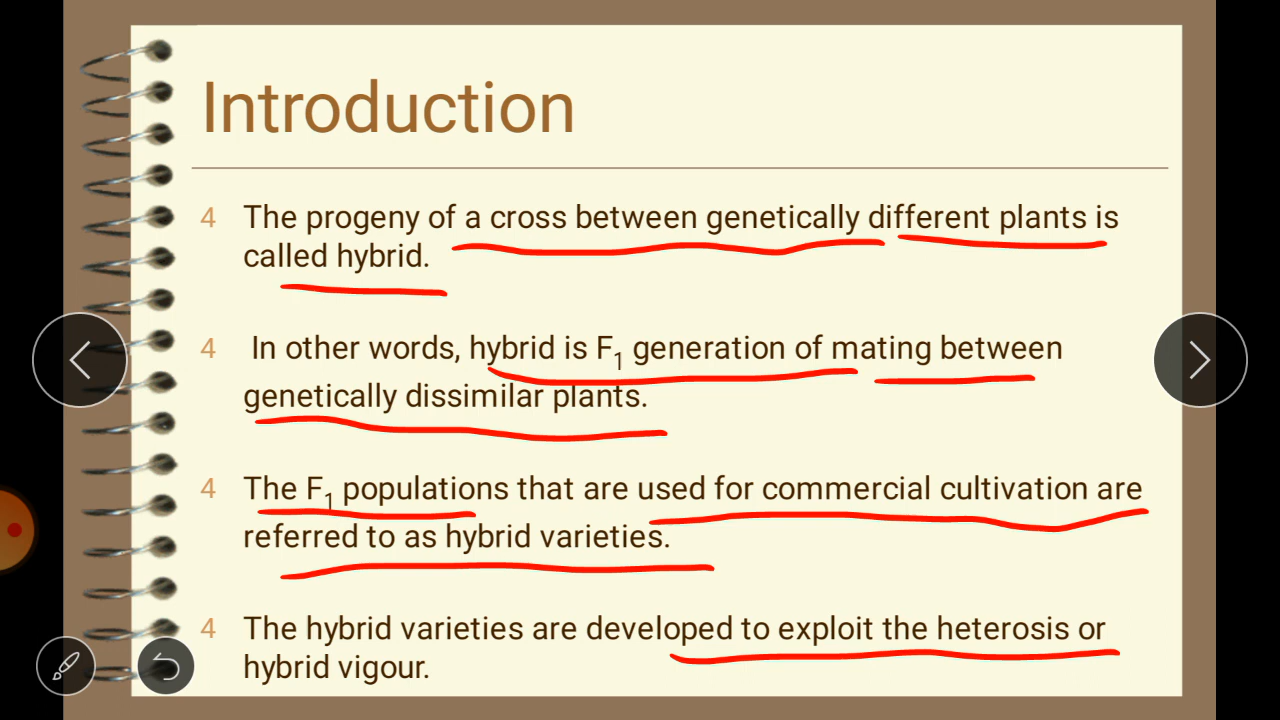 Introduction
4 The progeny of a cross between genetically different plants is
called hybrid.
4 In other words, hybrid is F₁ generation of mating between
genetically dissimilar plants.
4 The F₁ populations that are used for commercial cultivation are
referred to as hybrid varieties.
4 The hybrid varieties are developed to exploit the heterosis or
hybrid vigour.